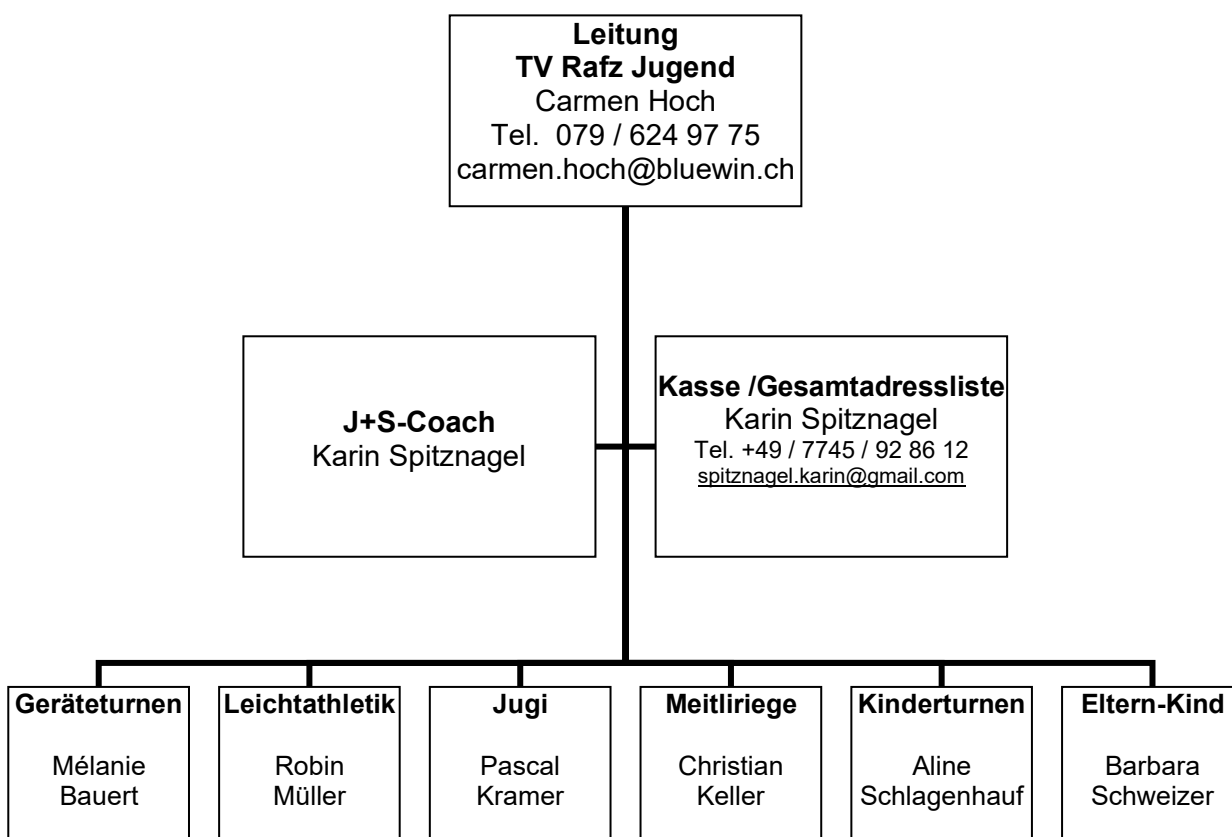 Leitung
TV Rafz Jugend
Carmen Hoch
Tel. 079 / 624 97 75
carmen.hoch@bluewin.ch
J+S-Coach
Karin Spitznagel
Kasse /Gesamtadressliste
Karin Spitznagel
Tel. +49 / 7745 / 92 86 12
spitznagel.karin@gmail.com
Geräteturnen
Mélanie
Bauert
Leichtathletik
Robin
Müller
Jugi
Pascal
Kramer
Meitliriege
Christian
Keller
Kinderturnen
Aline
Schlagenhauf
Eltern-Kind
Barbara
Schweizer